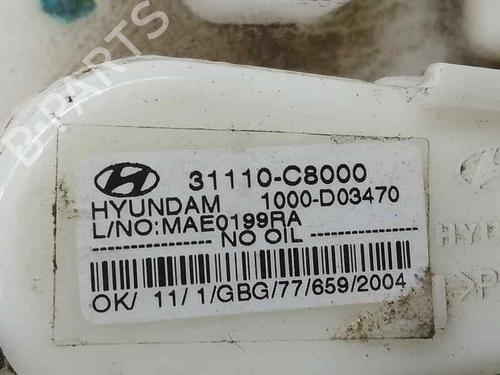 B-PARTS
31110-C8000
HYUNDAM 1000-D03470
L/NO:MAE0199RA
NO OIL
OK/ 11/ 1/GBG/77/659/2004